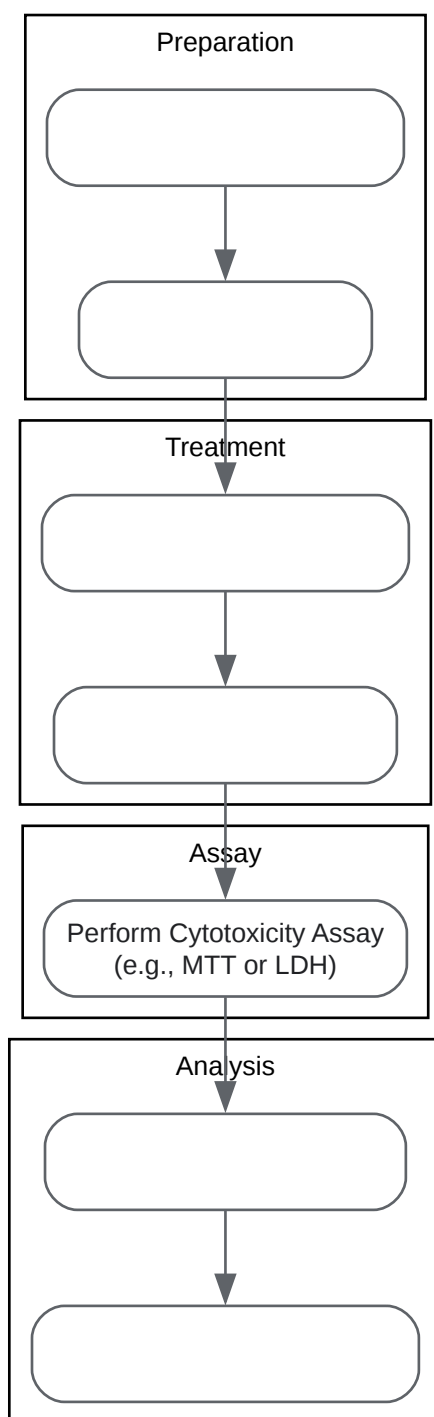 Preparation
Treatment
Assay
Perform Cytotoxicity Assay
(e.g., MTT or LDH)
Analysis